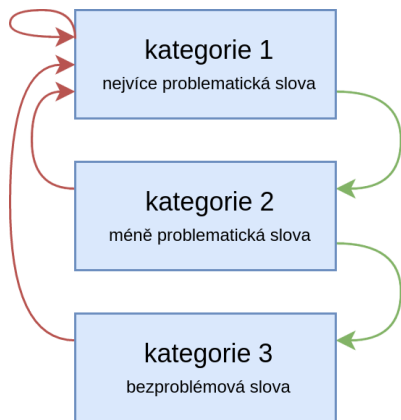 kategorie 1
nejvíce problematická slova
kategorie 2
méně problematická slova
kategorie 3
bezproblémová slova